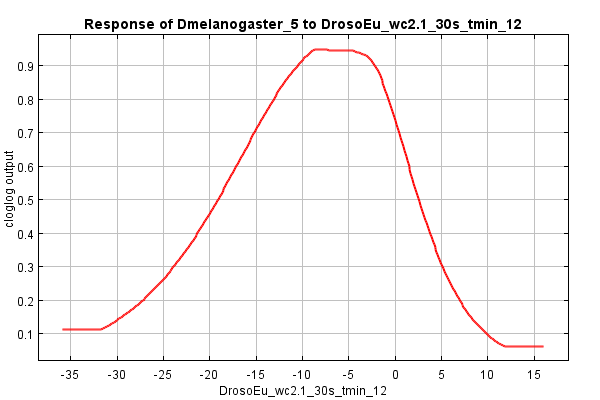 Response of Dmelanogaster_5 to DrosoEu_wc2.1_30s_tmin_12
cloglog output
0.9
0.8
0.7
0.6
0.5
0.4
0.3
0.2
0.1
-35 -30 -25 -20 -15 -10 -5 0 5 10 15
DrosoEu_wc2.1_30s_tmin_12